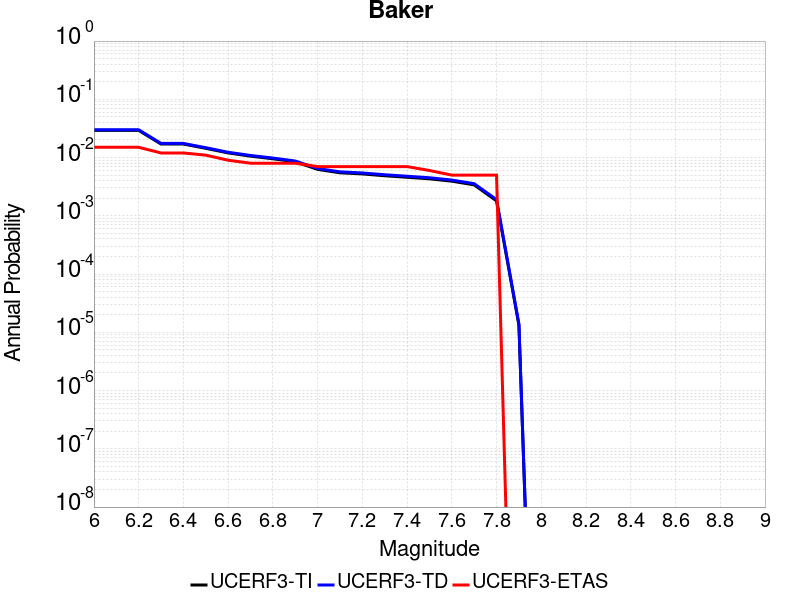 Baker
10^0
10^-1
10^-2
10^-3
10^-4
10^-5
10^-6
10^-7
10^-8
Annual Probability
6 6.2 6.4 6.6 6.8 7 7.2 7.4 7.6 7.8 8 8.2 8.4 8.6 8.8 9
Magnitude
UCERF3-TI UCERF3-TD UCERF3-ETAS